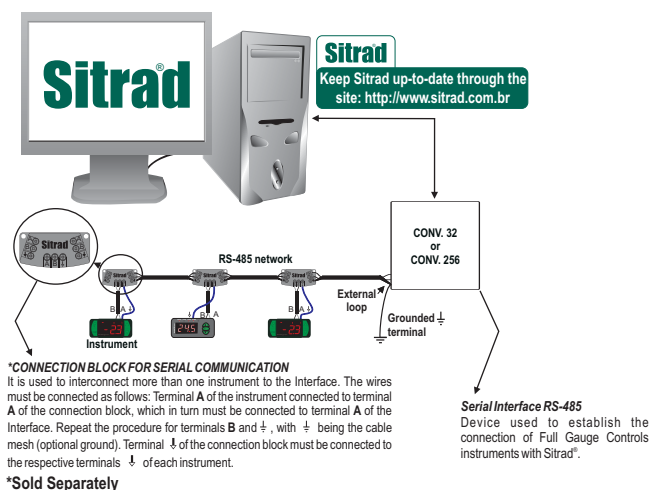 Sitrad
Sitrad
Keep Sitrad up-to-date through the
site: http://www.sitrad.com.br
CONV. 32
or
CONV. 256
Sitrad
A B
RS-485 network
Sitrad
Sitrad
Sitrad
External
loop
Grounded ⏚
terminal
B A
B A
B A
-23
24.5
-23
Instrument
*CONNECTION BLOCK FOR SERIAL COMMUNICATION
It is used to interconnect more than one instrument to the Interface. The wires
must be connected as follows: Terminal A of the instrument connected to terminal
A of the connection block, which in turn must be connected to terminal A of the
Interface. Repeat the procedure for terminals B and ⏚ , with ⏚ being the cable
mesh (optional ground). Terminal ⏚ of the connection block must be connected to
the respective terminals ⏚ of each instrument.
*Sold Separately
Serial Interface RS-485
Device used to establish the
connection of Full Gauge Controls
instruments with Sitrad®.